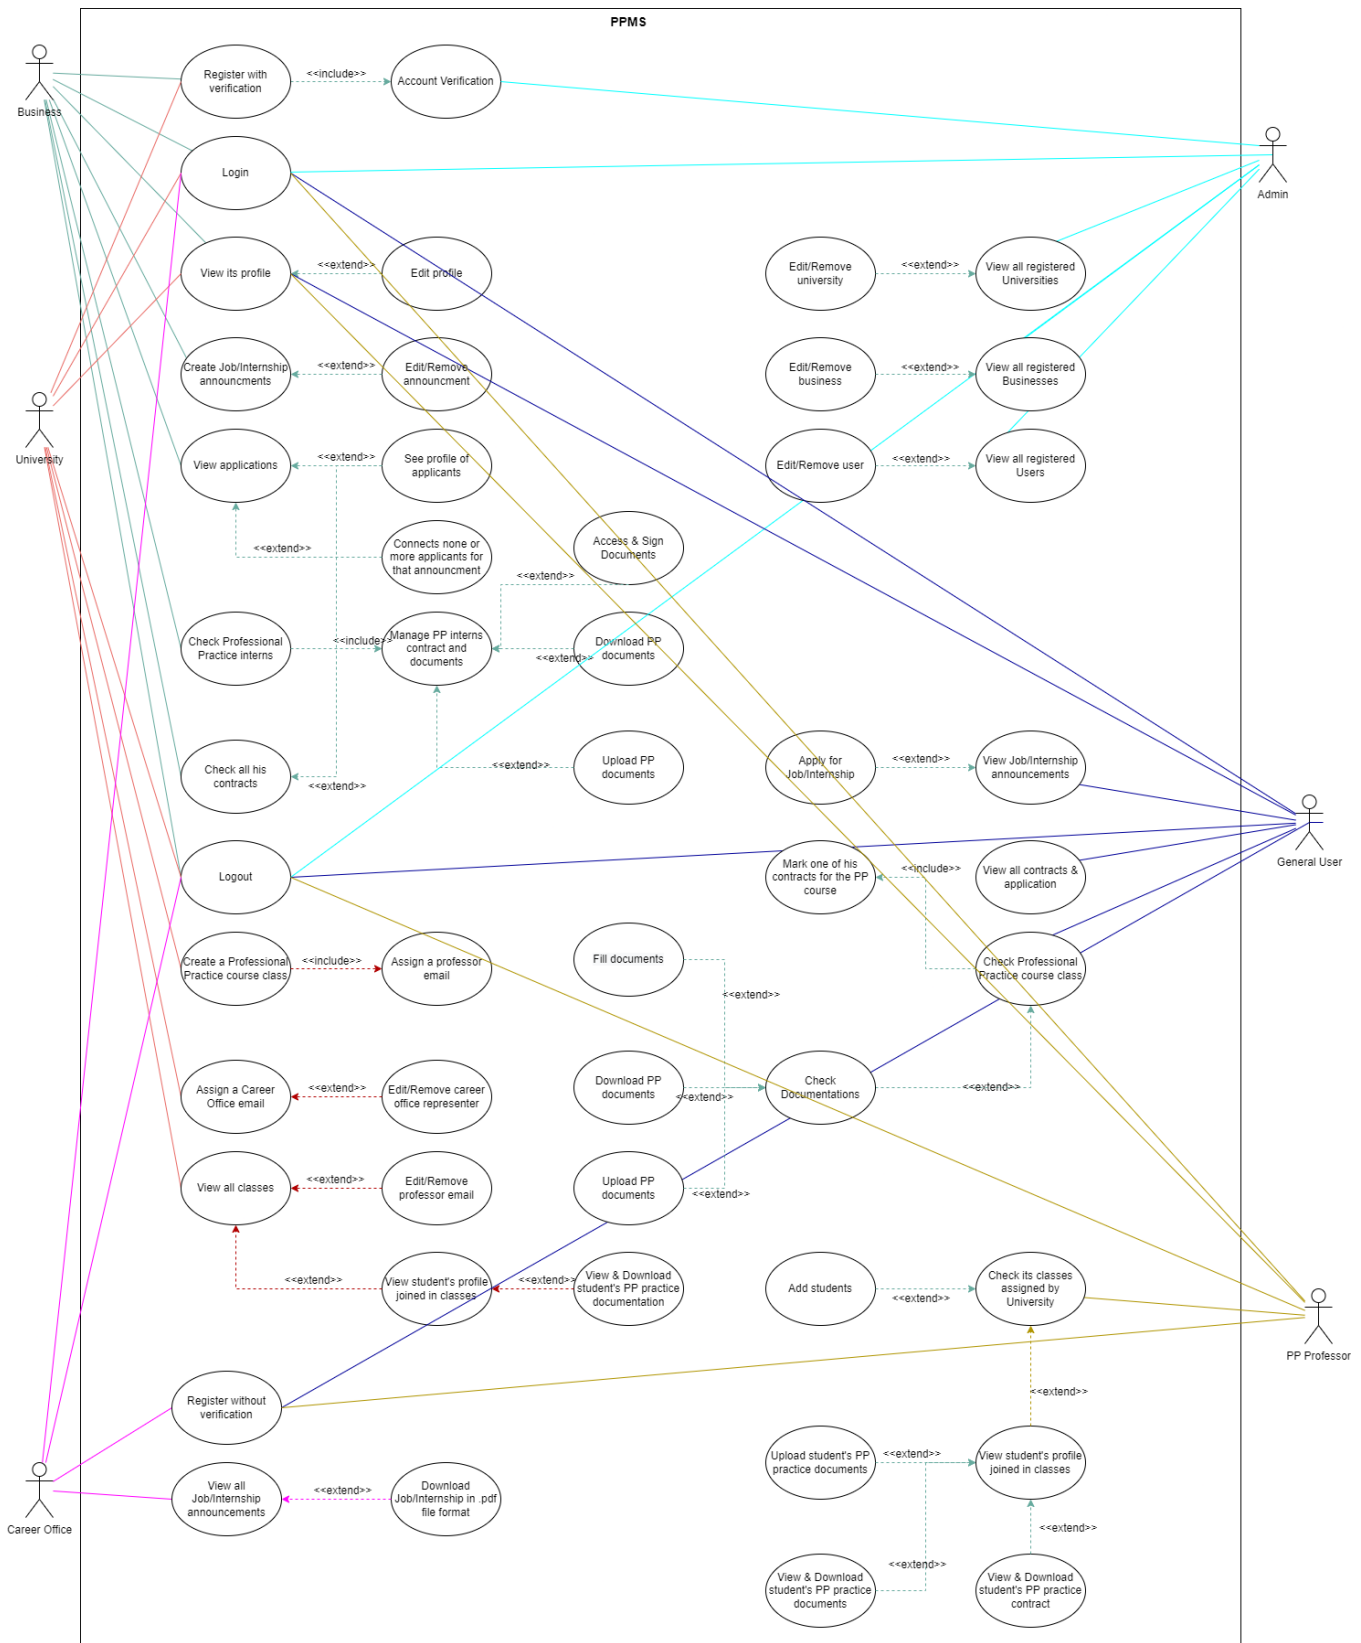 PPMS
Business
Register with
verification
<<include>>
Account Verification
Login
Admin
View its profile
<<extend>>
Edit profile
Edit/Remove
university
<<extend>>
View all registered
Universities
Create Job/Internship
announcments
<<extend>>
Edit/Remove
announcment
Edit/Remove
business
<<extend>>
View all registered
Businesses
University
View applications
<<extend>>
See profile of
applicants
Edit/Remove user
<<extend>>
View all registered
Users
<<extend>>
Connects none or
more applicants for
that announcment
Access & Sign
Documents
<<extend>>
Check Professional
Practice interns
<<include>>
Manage PP interns
contract and
documents
<<extend>>
Download PP
documents
Check all his
contracts
<<extend>>
<<extend>>
Upload PP
documents
Apply for
Job/Internship
<<extend>>
View Job/Internship
announcements
General User
Logout
Mark one of his
contracts for the PP
course
<<include>>
View all contracts &
application
Create a Professional
Practice course class
<<include>>
Assign a professor
email
Fill documents
<<extend>>
Check Professional
Practice course class
Assign a Career
Office email
<<extend>>
Edit/Remove career
office representer
Download PP
documents
<<extend>>
Check
Documentations
<<extend>>
View all classes
<<extend>>
Edit/Remove
professor email
Upload PP
documents
<<extend>>
<<extend>>
View student's profile
joined in classes
<<extend>>
View & Download
student's PP practice
documentation
Add students
<<extend>>
Check its classes
assigned by
University
PP Professor
<<extend>>
Register without
verification
Upload student's PP
practice documents
<<extend>>
View student's profile
joined in classes
Career Office
View all
Job/Internship
announcements
<<extend>>
Download
Job/Internship in .pdf
file format
<<extend>>
<<extend>>
View & Download
student's PP practice
documents
View & Download
student's PP practice
contract